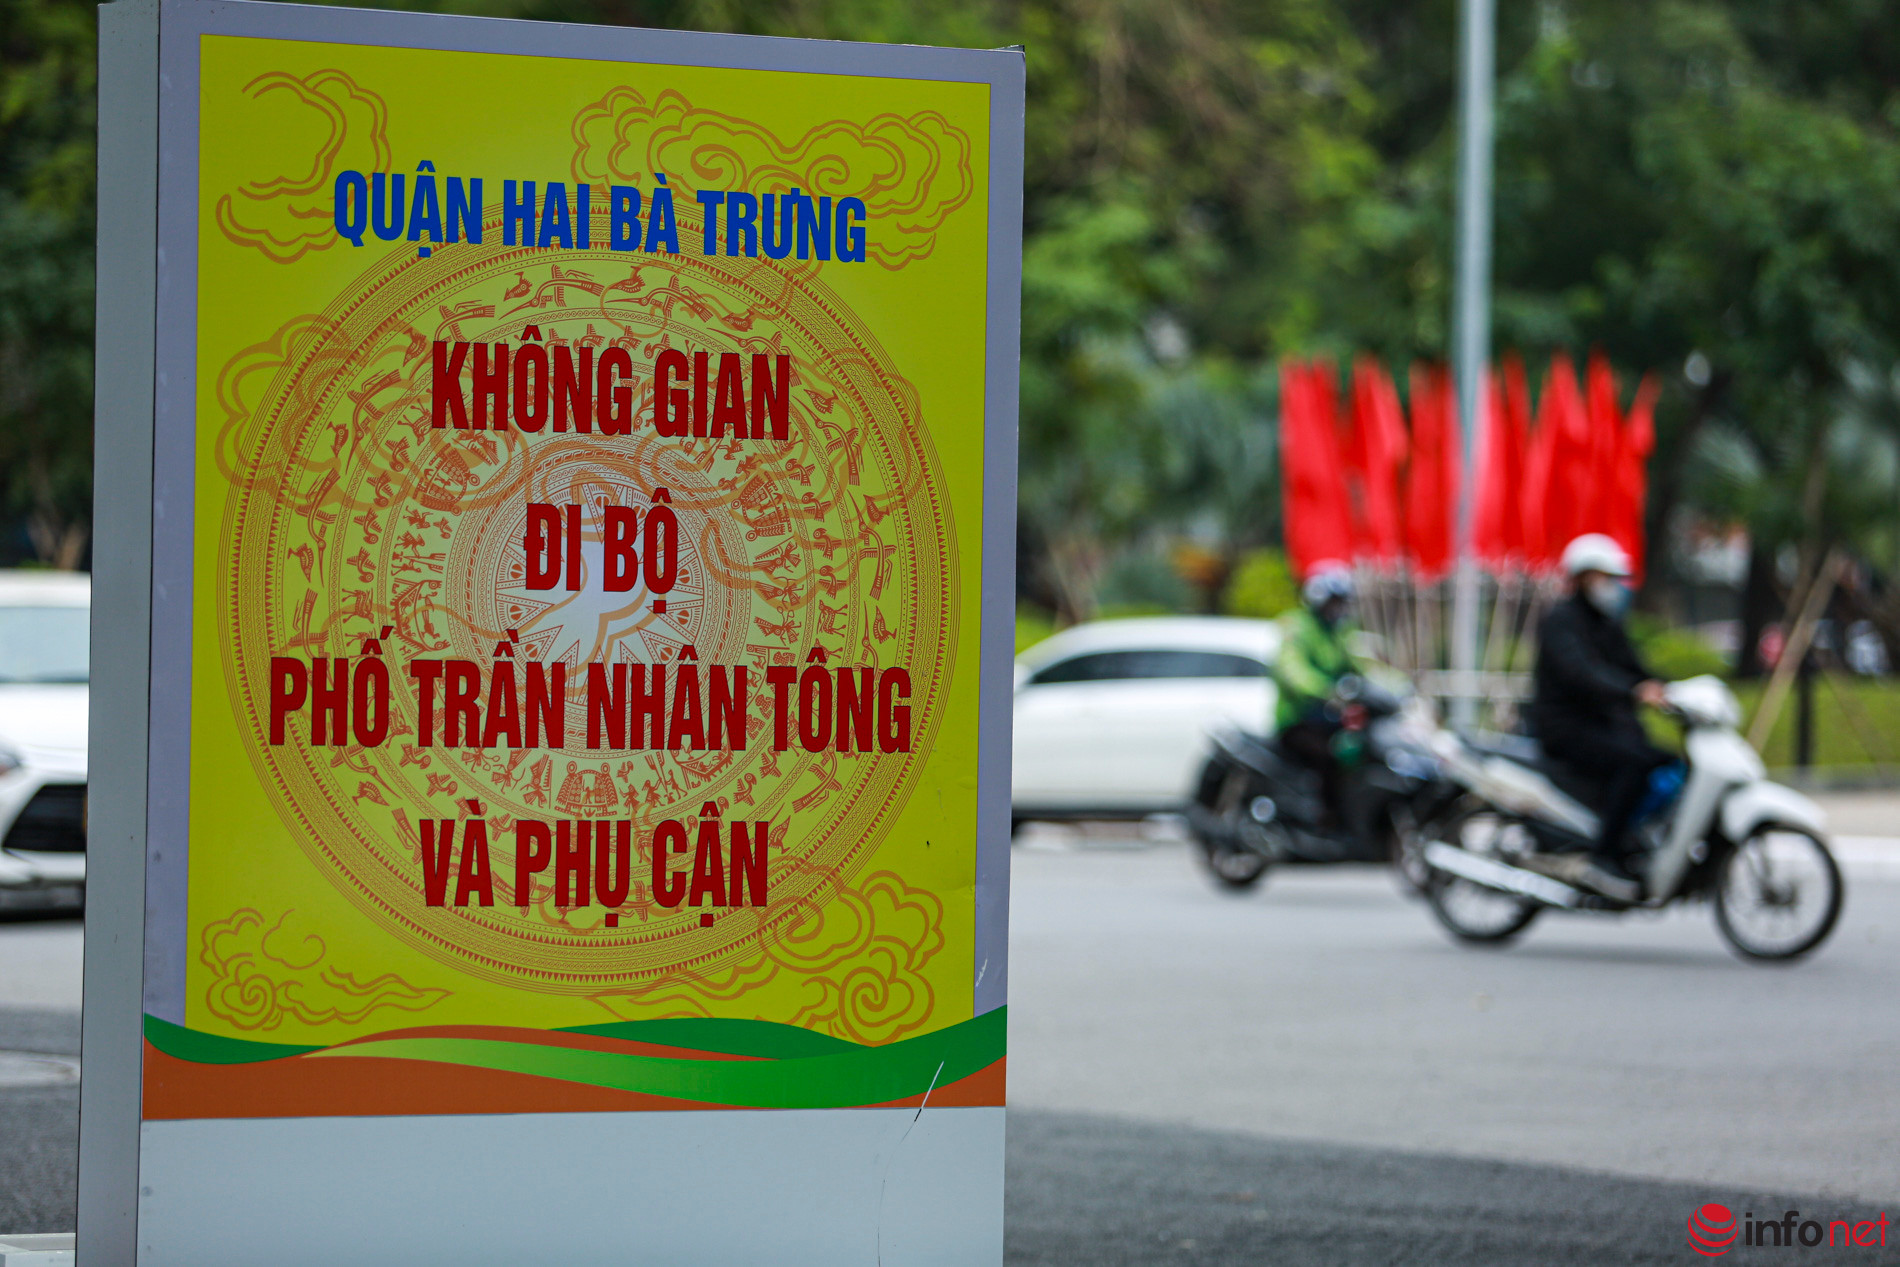 QUẬN HAI BÀ TRƯNG
KHÔNG GIAN
ĐI BỘ
PHỐ TRẦN NHÂN TÔNG
VÀ PHỤ CẬN
infonet